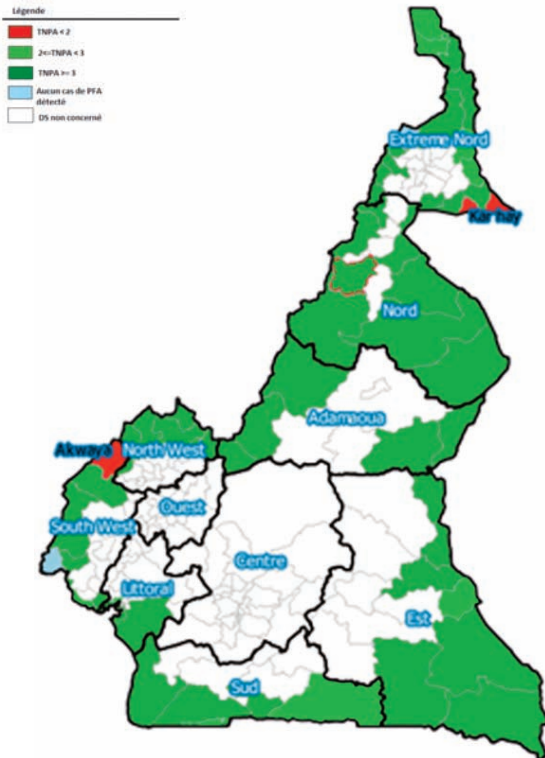 Légende
TNPA < 2
2<=TNPA < 3
TNPA >= 3
Aucun cas de PFA
détecté
DS non concerné
Extreme Nord
Kar hay
Nord
Adamaoua
Akwaya
North West
Ouest
South West
Centre
Littoral
Est
Sud